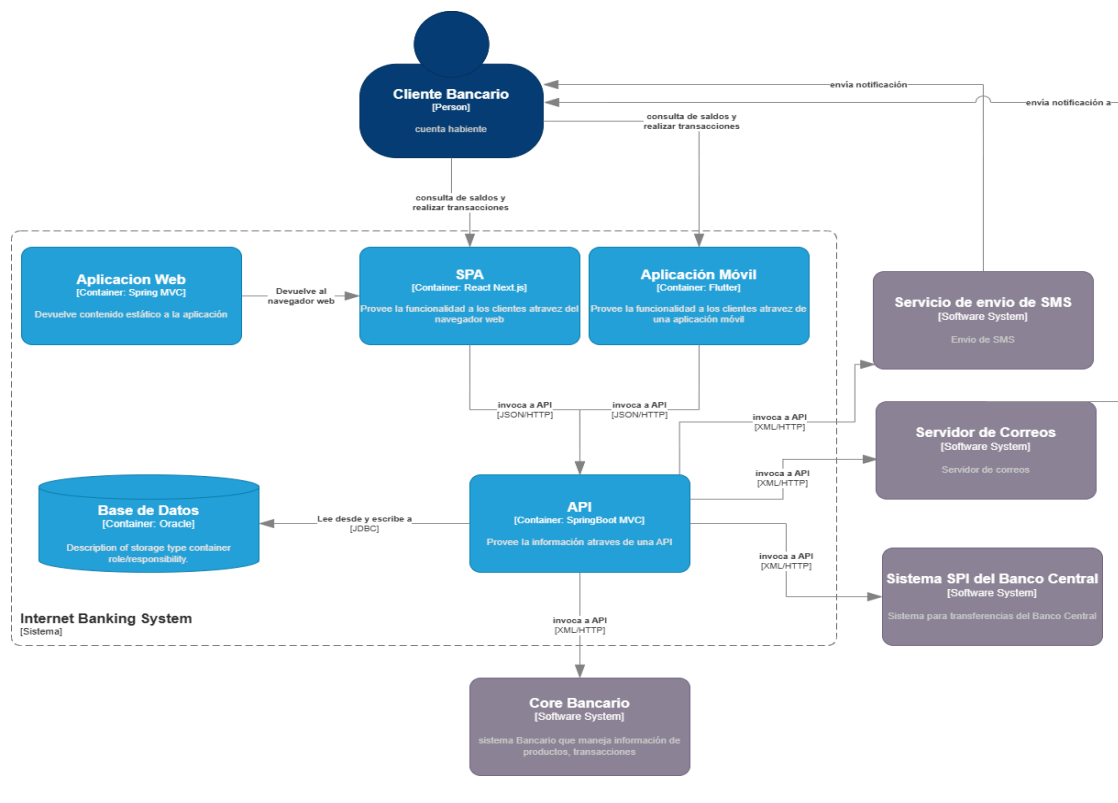 Cliente Bancario
[Person]
cuenta habiente
envía notificación
envía notificación a
consulta de saldos y
realizar transacciones
consulta de saldos y
realizar transacciones
Aplicacion Web
[Container: Spring MVC]
Devuelve contenido estático a la aplicación
Devuelve al
navegador web
SPA
[Container: React Next.js]
Provee la funcionalidad a los clientes atravez del
navegador web
Aplicación Móvil
[Container: Flutter]
Provee la funcionalidad a los clientes atravez de
una aplicación móvil
Servicio de envio de SMS
[Software System]
Envio de SMS
invoca a API
[JSON/HTTP]
invoca a API
[JSON/HTTP]
invoca a API
[XML/HTTP]
Servidor de Correos
[Software System]
Servidor de correos
invoca a API
[XML/HTTP]
Base de Datos
[Container: Oracle]
Description of storage type container
role/responsibility.
Lee desde y escribe a
[JDBC]
API
[Container: SpringBoot MVC]
Provee la información atraves de una API
invoca a API
[XML/HTTP]
Sistema SPI del Banco Central
[Software System]
Sistema para transferencias del Banco Central
Internet Banking System
[Sistema]
invoca a API
[XML/HTTP]
Core Bancario
[Software System]
sistema Bancario que maneja información de
productos, transacciones